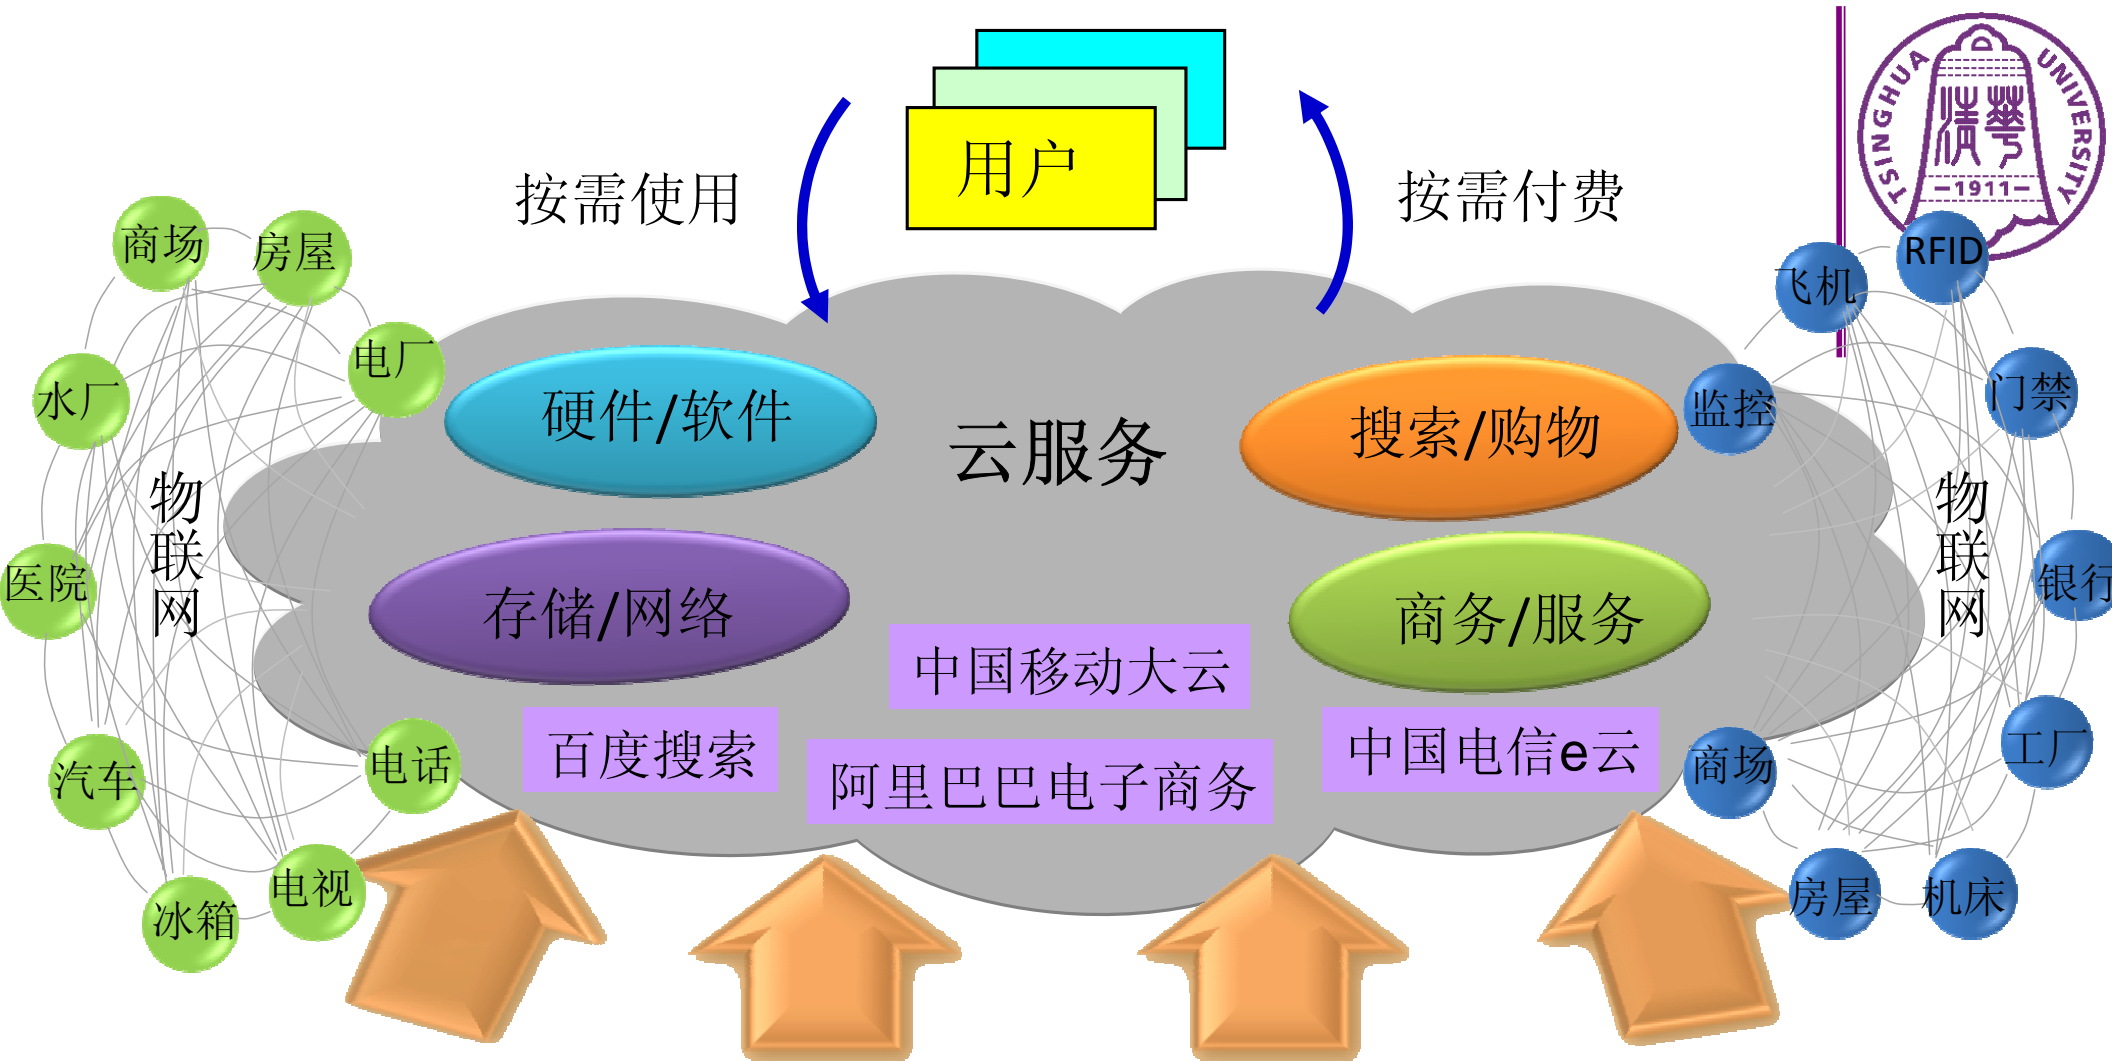 用户
按需使用
按需付费
TSINGHUA UNIVERSITY
清華
–1911–
商场
房屋
电厂
水厂
医院
汽车
冰箱
电视
电话
物联网
硬件/软件
云服务
搜索/购物
存储/网络
商务/服务
中国移动大云
百度搜索
阿里巴巴电子商务
中国电信e云
飞机
RFID
监控
门禁
物联网
银行
工厂
商场
房屋
机床